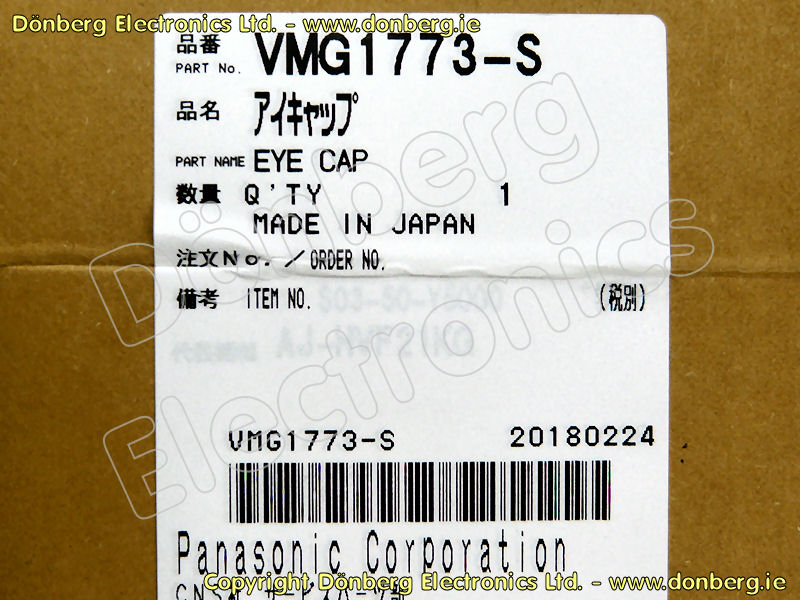 Dönberg Electronics Ltd. - www.donberg.ie
品番 PART No. VMG1773-S
品名 アイキャップ
PART NAME EYE CAP
数量 Q'TY 1
MADE IN JAPAN
注文No./ORDER NO.
備考 ITEM NO. (税別)
Dönberg
Electronics
VMG1773-S 20180224
Panasonic Corporation
Copyright Dönberg Electronics Ltd. - www.donberg.ie